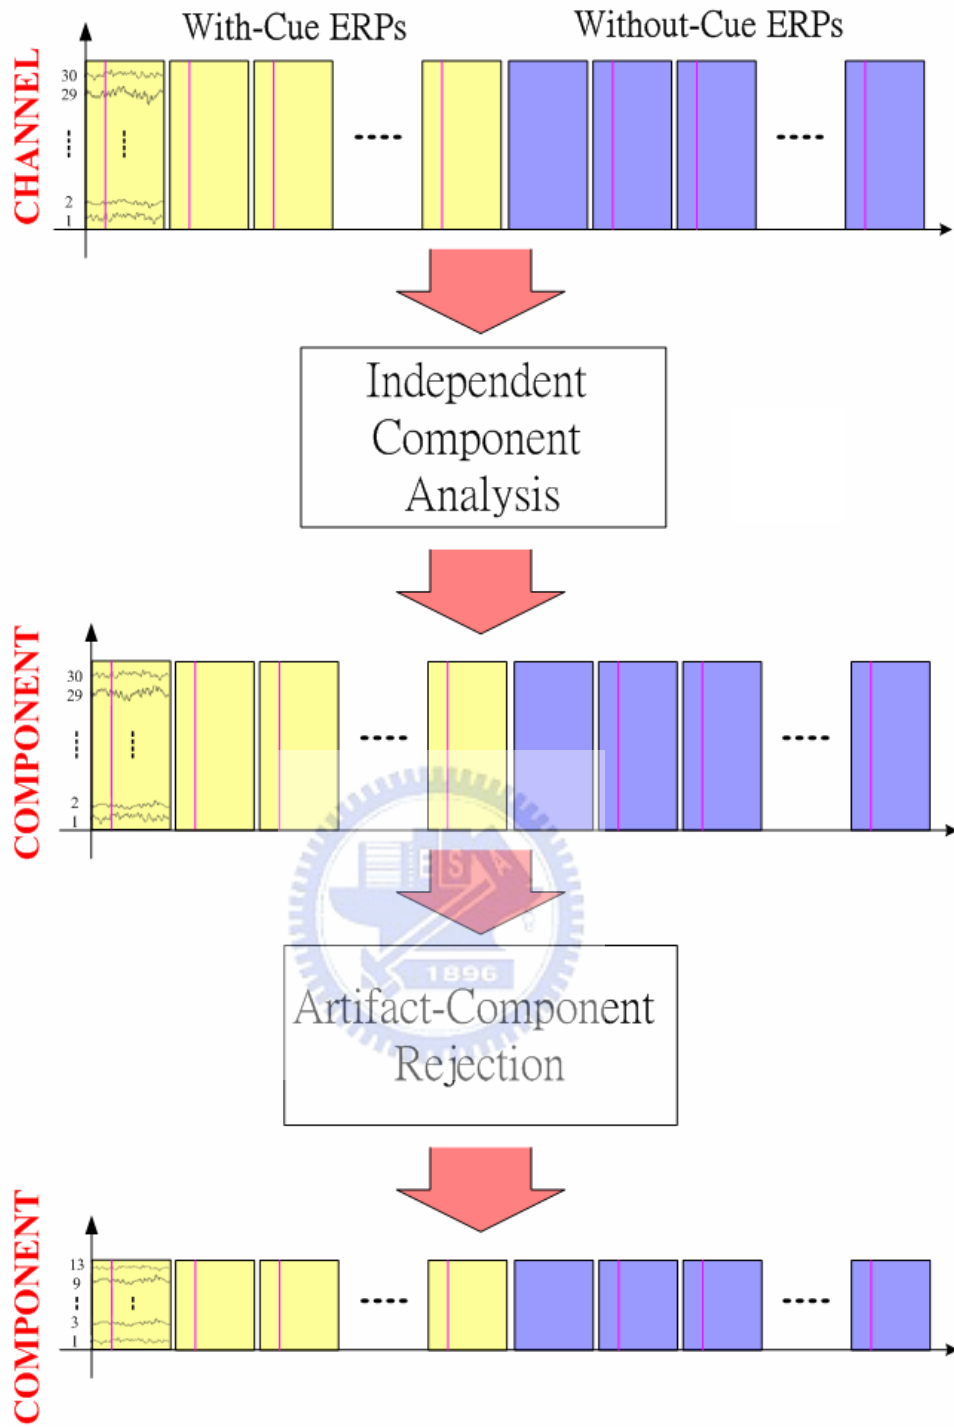 With-Cue ERPs
Without-Cue ERPs
CHANNEL
30
29
2
1
Independent
Component
Analysis
COMPONENT
30
29
2
1
E S A
1896
Artifact-Component
Rejection
COMPONENT
13
9
3
1